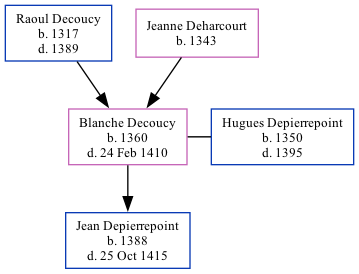 Raoul Decoucy
b. 1317
d. 1389
Jeanne Deharcourt
b. 1343
Blanche Decoucy
b. 1360
d. 24 Feb 1410
Hugues Depierrepoint
b. 1350
d. 1395
Jean Depierrepoint
b. 1388
d. 25 Oct 1415